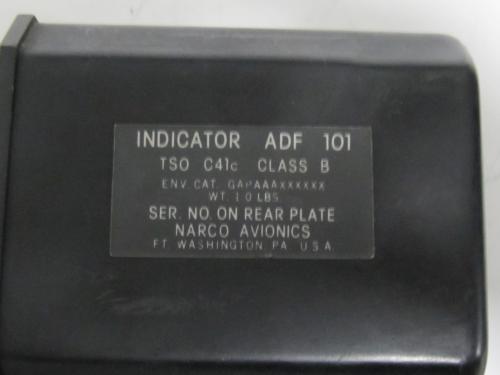 INDICATOR ADF 101
TSO C41c CLASS B
ENV. CAT. GAPAAAXXXXXX
WT. 1.0 LBS.
SER. NO. ON REAR PLATE
NARCO AVIONICS
FT. WASHINGTON PA. U.S.A.